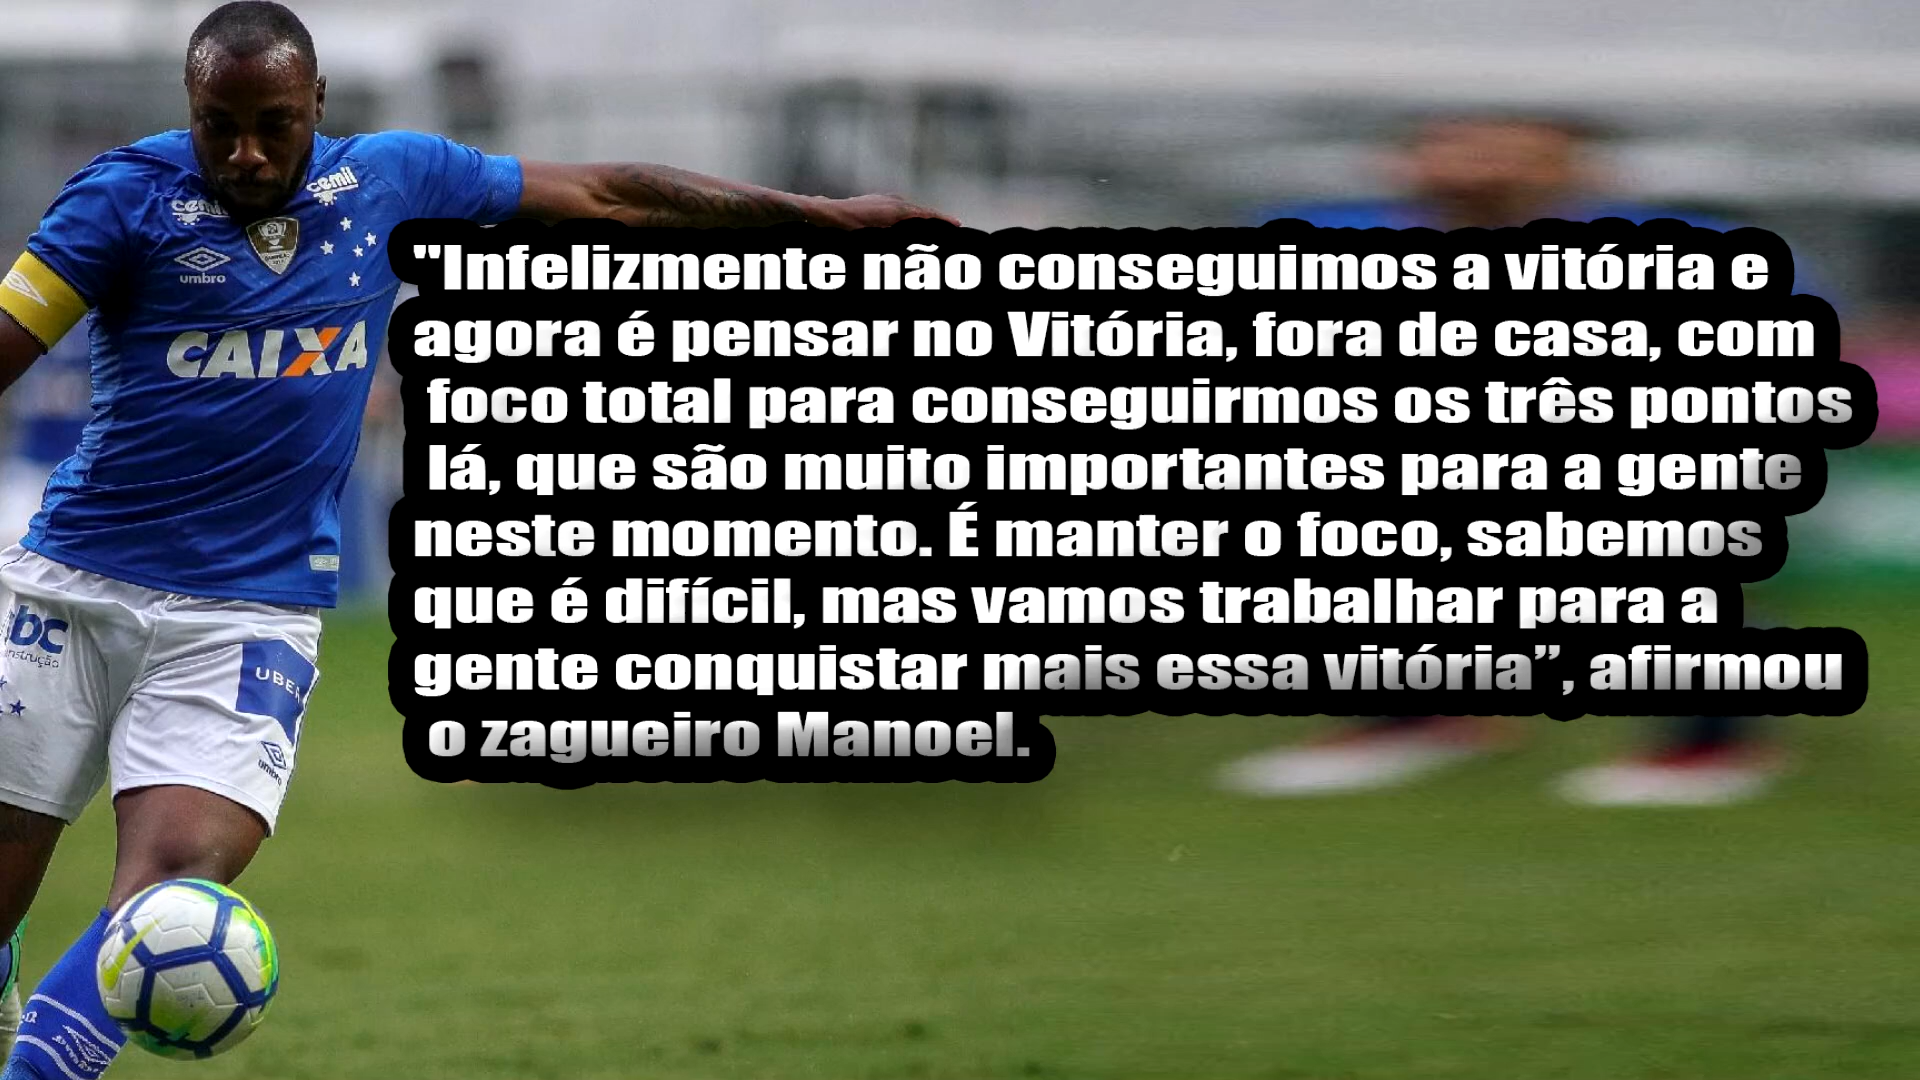 cemil
cemil
umbro
CAIXA
"Infelizmente não conseguimos a vitória e
agora é pensar no Vitória, fora de casa, com
foco total para conseguirmos os três pontos
lá, que são muito importantes para a gente
neste momento. É manter o foco, sabemos
que é difícil, mas vamos trabalhar para a
gente conquistar mais essa vitória”, afirmou
o zagueiro Manoel.
UBER
umbro